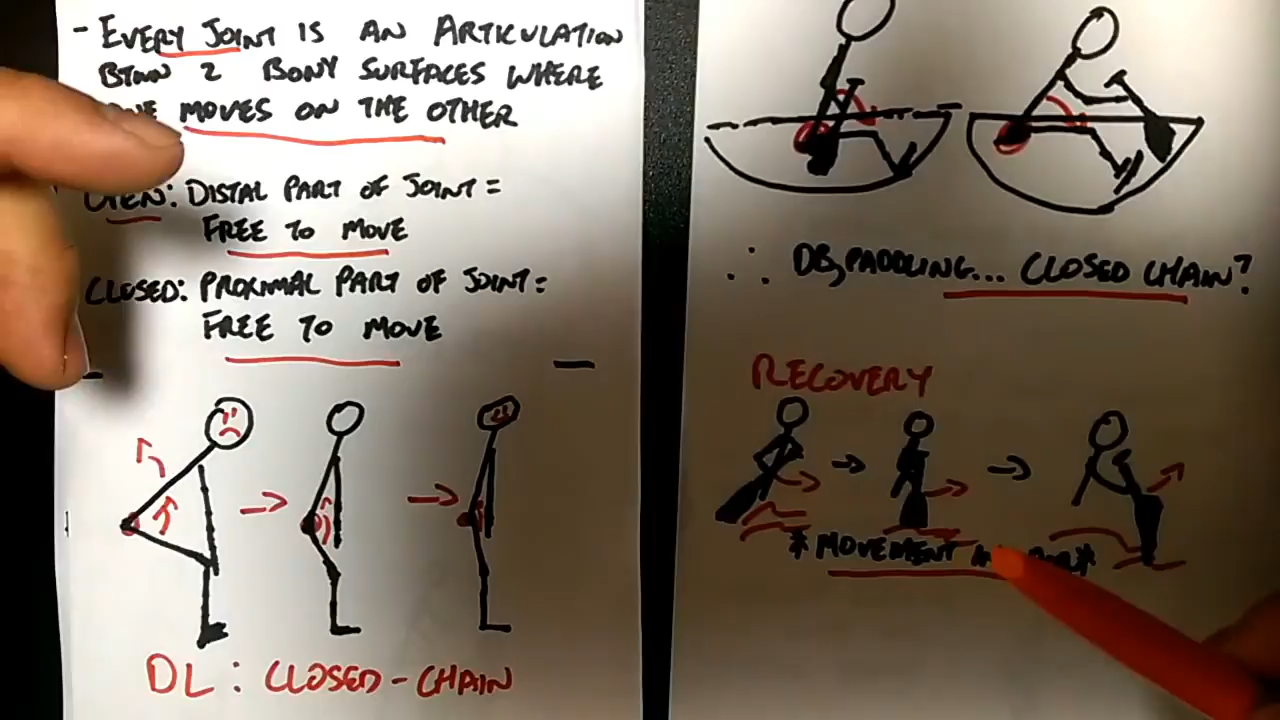 - EVERY JOINT IS AN ARTICULATION
BTWN 2 BONY SURFACES WHERE
MOVES ON THE OTHER
OPEN: DISTAL PART OF JOINT =
FREE TO MOVE
CLOSED: PROXIMAL PART OF JOINT =
FREE TO MOVE
DL: CLOSED-CHAIN
∴ DB, PADDLING... CLOSED CHAIN?
RECOVERY
* MOVEMENT